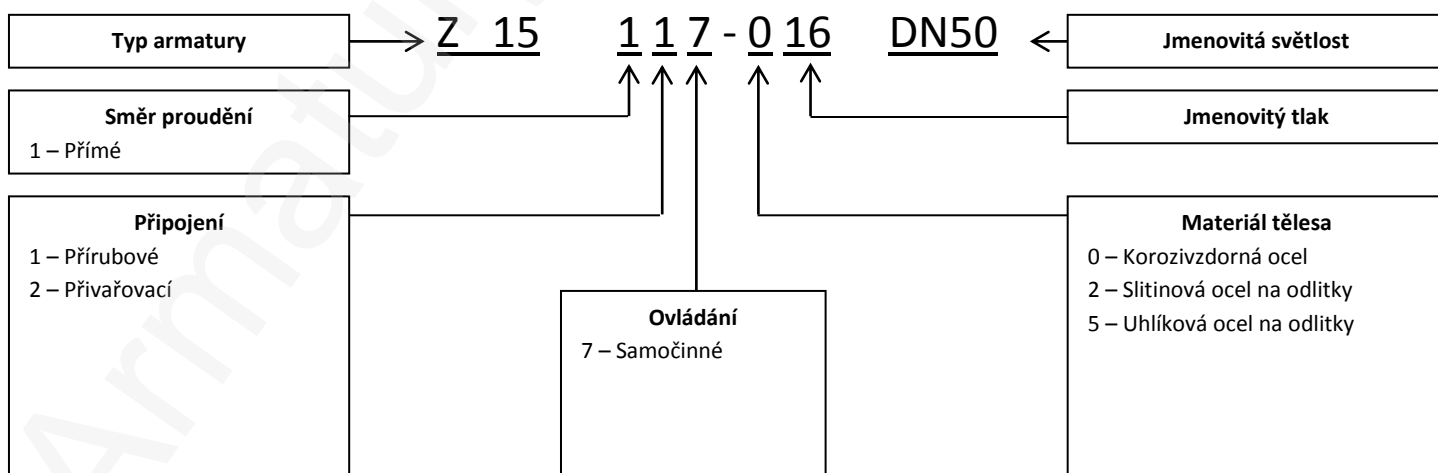 Typ armatury
Z 15 1 1 7 - 0 16 DN50
Jmenovitá světlost
Směr proudění
1 – Přímé
Jmenovitý tlak
Připojení
1 – Přírubové
2 – Přivařovací
Ovládání
7 – Samočinné
Materiál tělesa
0 – Korozivzdorná ocel
2 – Slitinová ocel na odlitky
5 – Uhlíková ocel na odlitky
Armatu